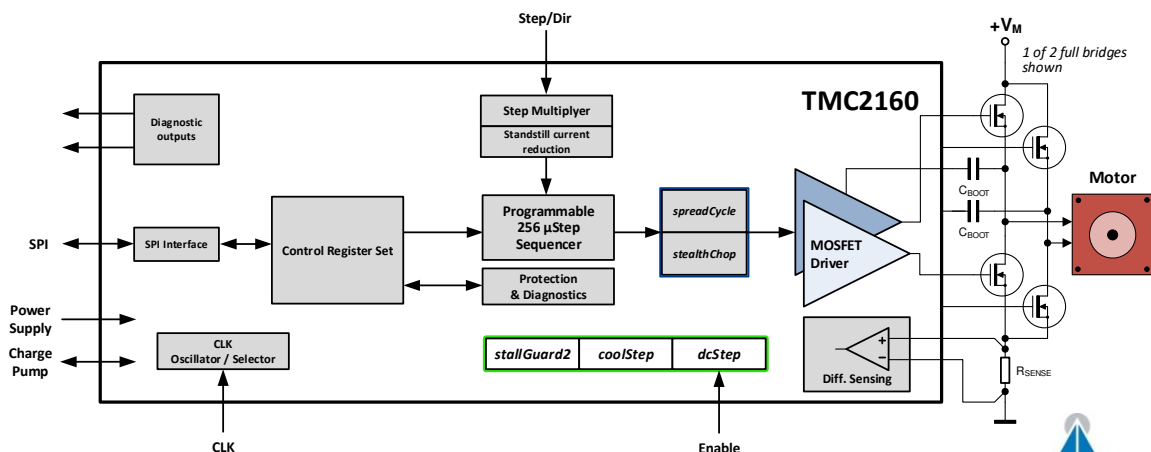 Step/Dir
+VM
1 of 2 full bridges
shown
TMC2160
Diagnostic
outputs
Step Multiplyer
Standstill current
reduction
CBOOT
Motor
SPI
SPI Interface
Control Register Set
Programmable
256 µStep
Sequencer
spreadCycle
stealthChop
MOSFET
Driver
CBOOT
Protection
& Diagnostics
Power
Supply
Charge
Pump
CLK
Oscillator / Selector
stallGuard2
coolStep
dcStep
+
−
Diff. Sensing
RSENSE
CLK
Enable